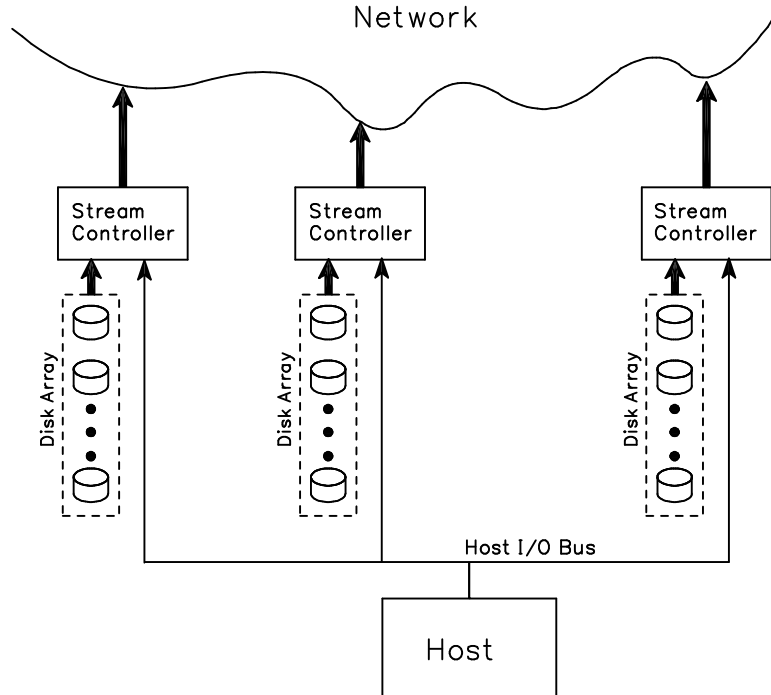 Network
Stream
Controller
Stream
Controller
Stream
Controller
Disk Array
Disk Array
Disk Array
Host I/O Bus
Host